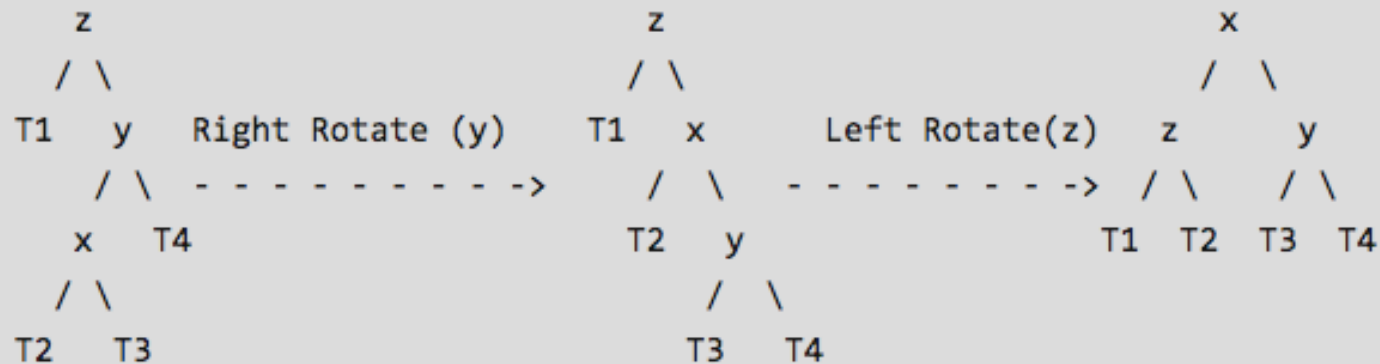 z                            z                           x
  / \                          / \                        /   \
T1   y   Right Rotate (y)    T1   x      Left Rotate(z)   z      y
    / \  - - - - - - - - ->     /  \   - - - - - - - ->  / \    / \
   x   T4                      T2   y                  T1  T2  T3  T4
  / \                              /  \
T2   T3                           T3   T4